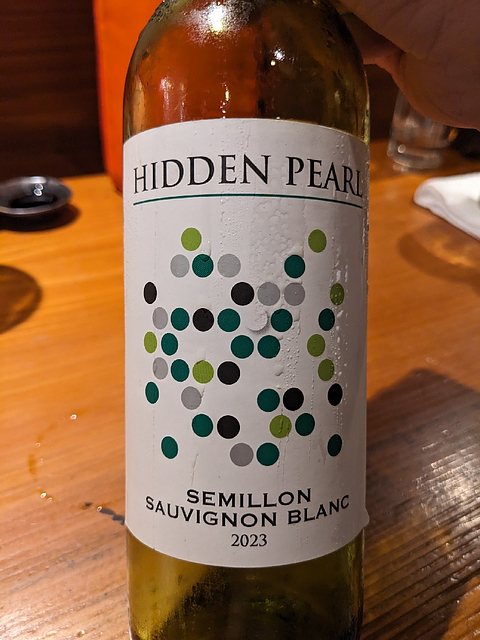 HIDDEN PEARL
SEMILLON
SAUVIGNON BLANC
2023